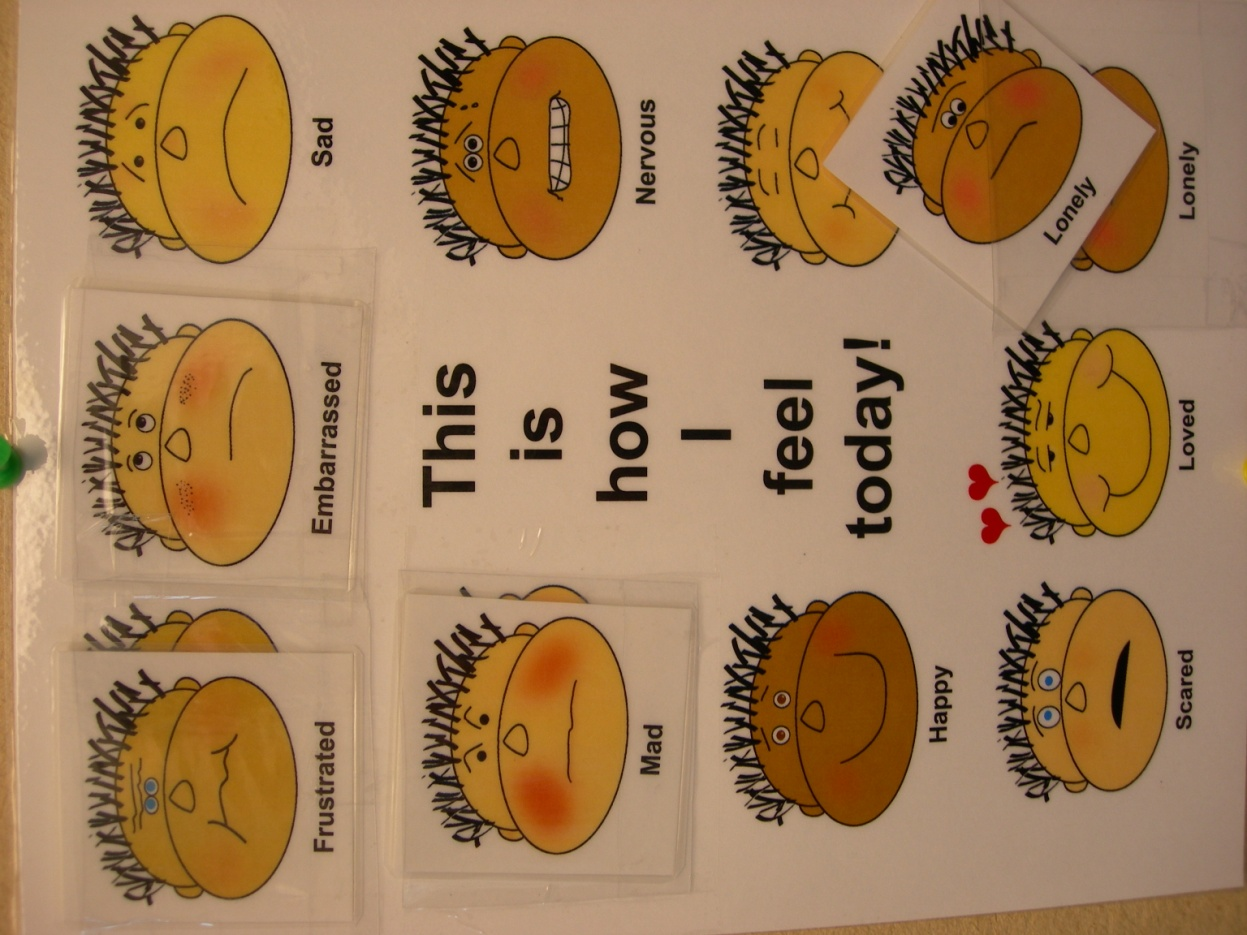 Frustrated
Embarrassed
Sad
Mad
This
is
how
I
feel
today!
Nervous
Happy
Lonely
Scared
Loved
Lonely